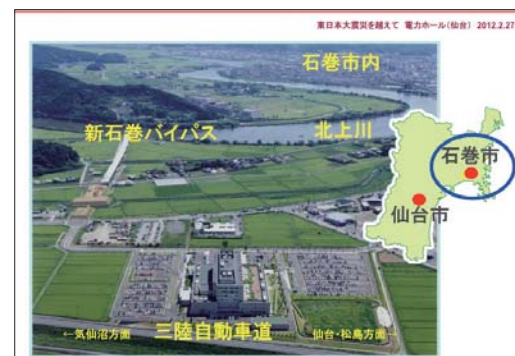 東日本大震災を越えて 電力ホール(仙台) 2012.2.27
石巻市内
新石巻バイパス
北上川
石巻市
仙台市
←気仙沼方面
三陸自動車道
仙台・松島方面→